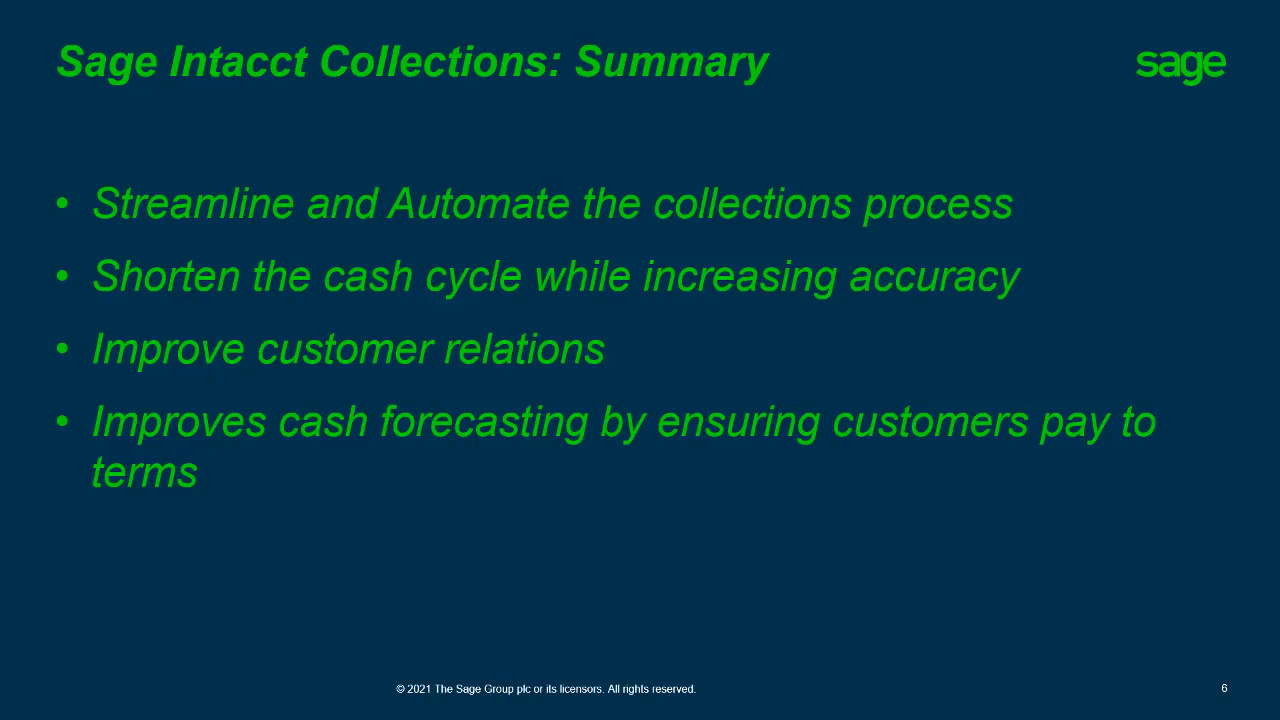 Sage Intacct Collections: Summary
sage
• Streamline and Automate the collections process
• Shorten the cash cycle while increasing accuracy
• Improve customer relations
• Improves cash forecasting by ensuring customers pay to
terms
© 2021 The Sage Group plc or its licensors. All rights reserved.
6